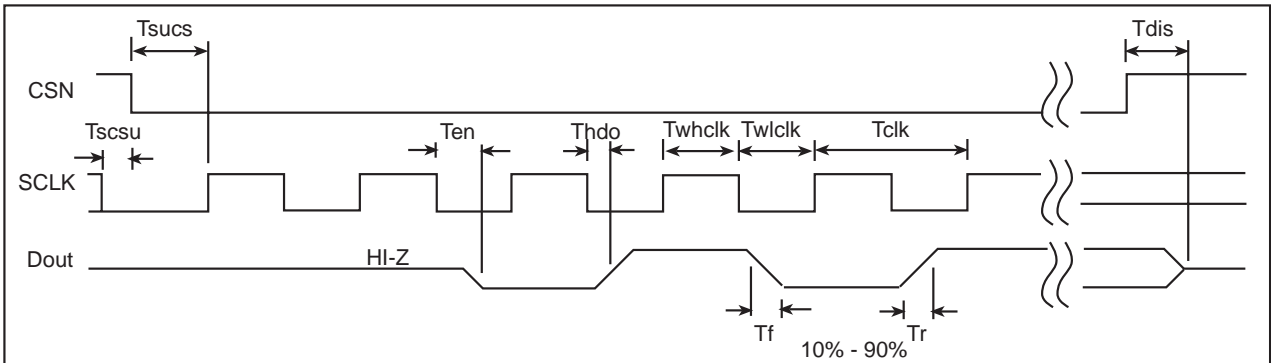 Tsucs
Tdis
CSN
Tscsu
Ten
Thdo
Twhclk
Twlclk
Tclk
SCLK
Dout
HI-Z
Tf
Tr
10% - 90%